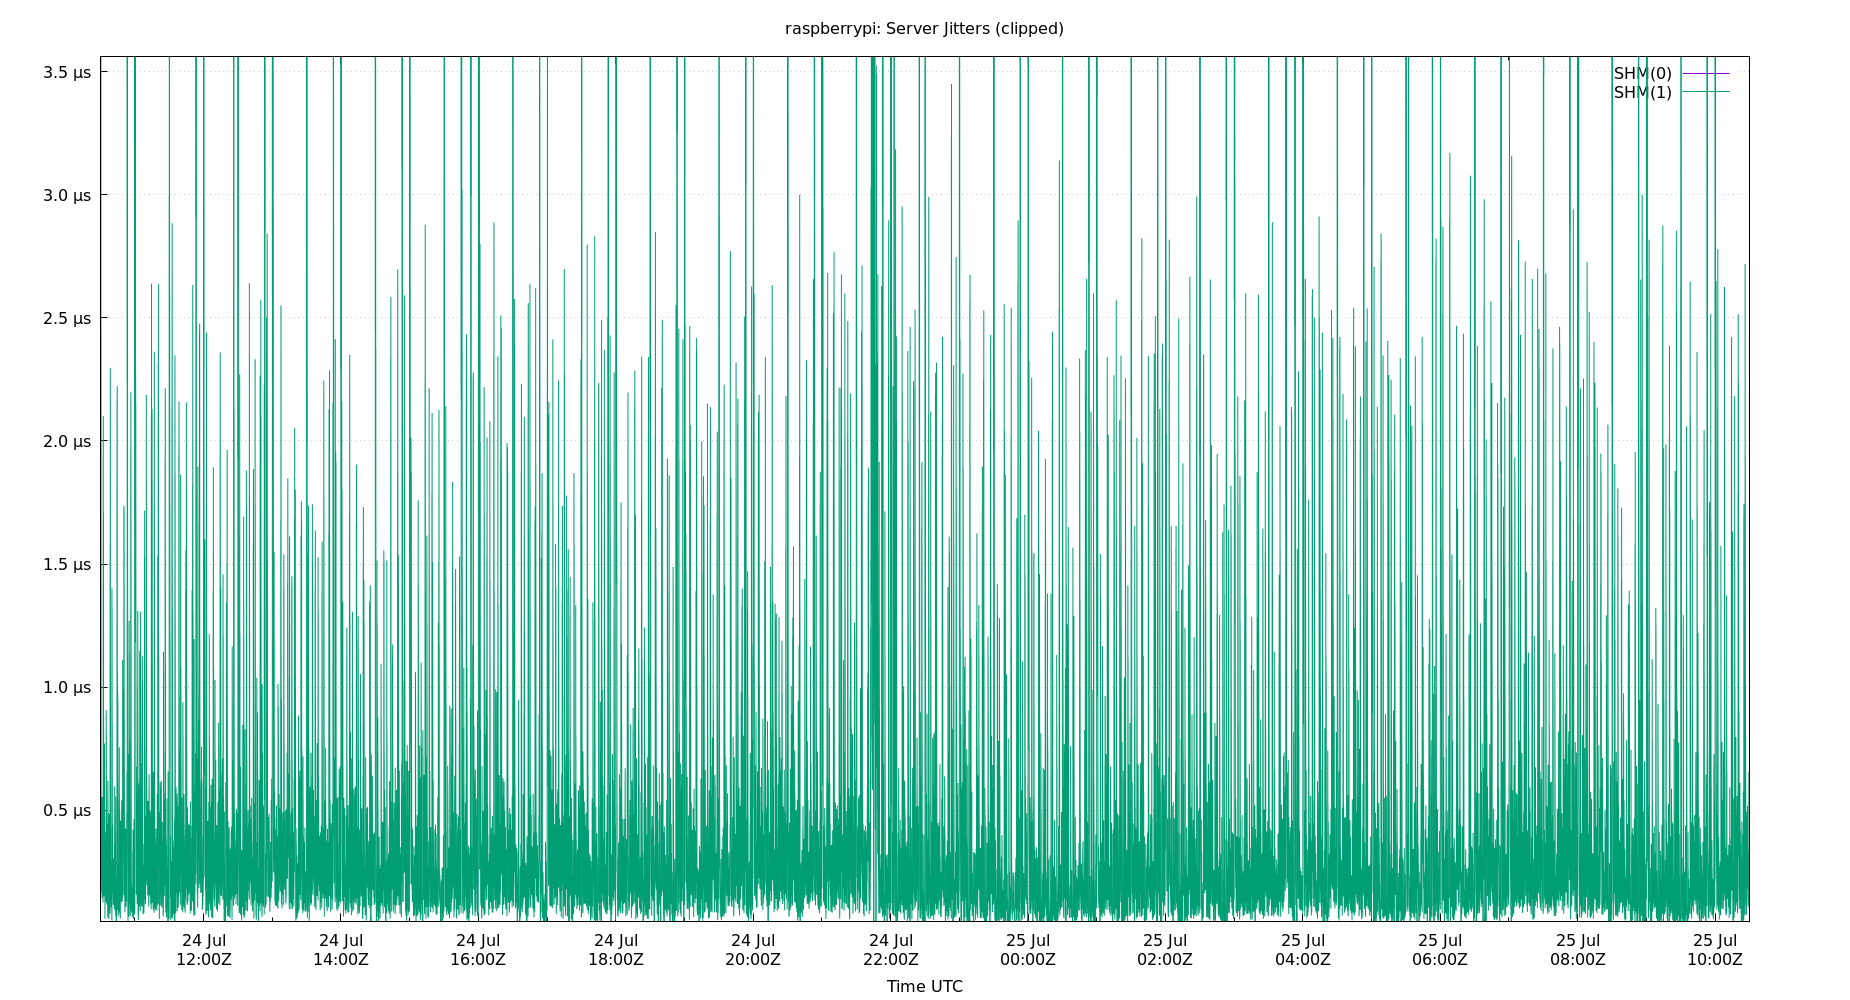 raspberrypi: Server Jitters (clipped)
3.5 µs
3.0 µs
2.5 µs
2.0 µs
1.5 µs
1.0 µs
0.5 µs
SHM(0)
SHM(1)
24 Jul 24 Jul 24 Jul 24 Jul 24 Jul 24 Jul 25 Jul 25 Jul 25 Jul 25 Jul 25 Jul 25 Jul
12:00Z 14:00Z 16:00Z 18:00Z 20:00Z 22:00Z 00:00Z 02:00Z 04:00Z 06:00Z 08:00Z 10:00Z
Time UTC